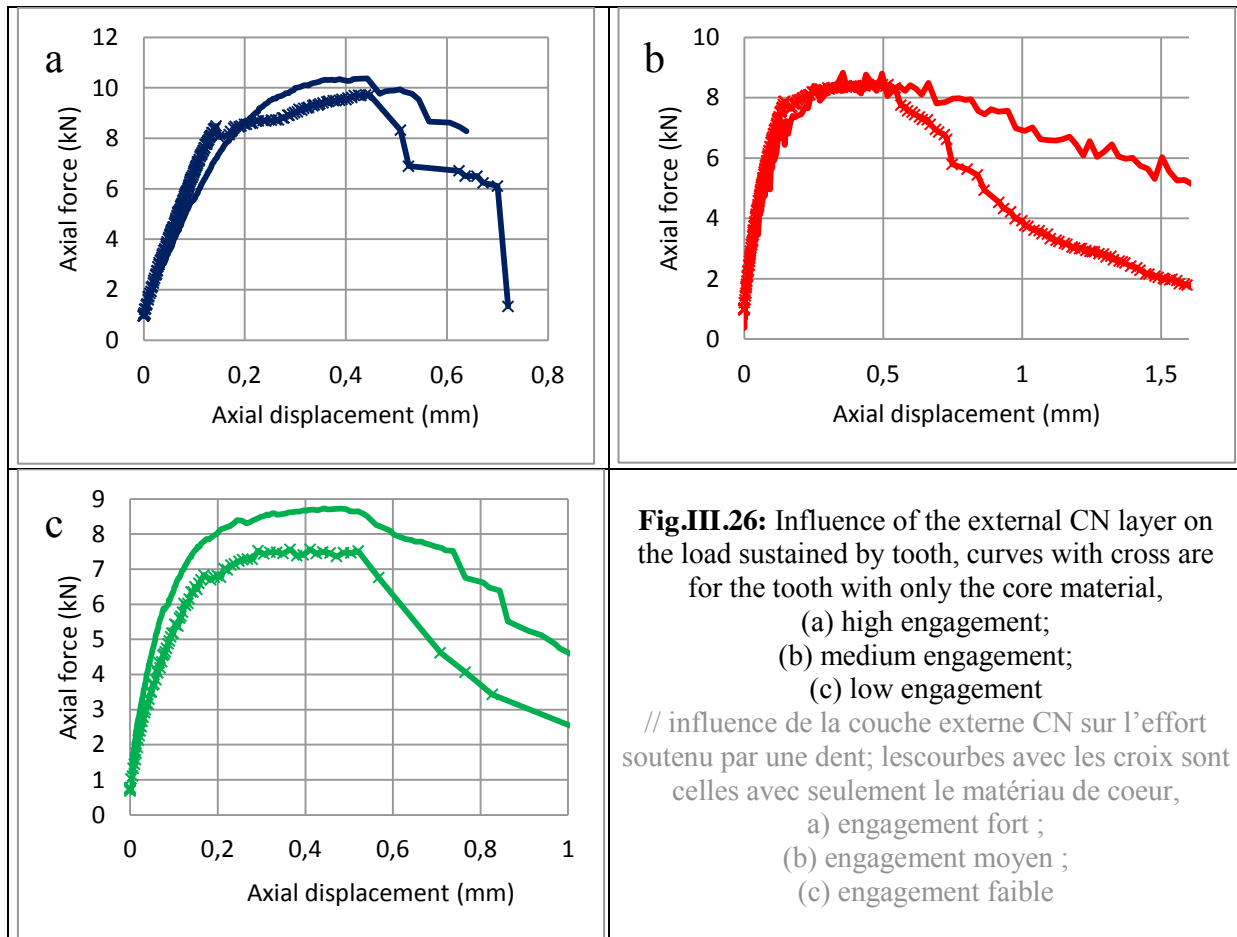 a
12
10
8
6
4
2
0
0
0,2
0,4
0,6
0,8
Axial force (kN)
Axial displacement (mm)
b
10
8
6
4
2
0
0
0,5
1
1,5
Axial force (kN)
Axial displacement (mm)
c
9
8
7
6
5
4
3
2
1
0
0
0,2
0,4
0,6
0,8
1
Axial force (kN)
Axial displacement (mm)
Fig.III.26: Influence of the external CN layer on
the load sustained by tooth, curves with cross are
for the tooth with only the core material,
(a) high engagement;
(b) medium engagement;
(c) low engagement
// influence de la couche externe CN sur l'effort
soutenu par une dent; lescourbes avec les croix sont
celles avec seulement le matériau de coeur,
a) engagement fort ;
(b) engagement moyen ;
(c) engagement faible